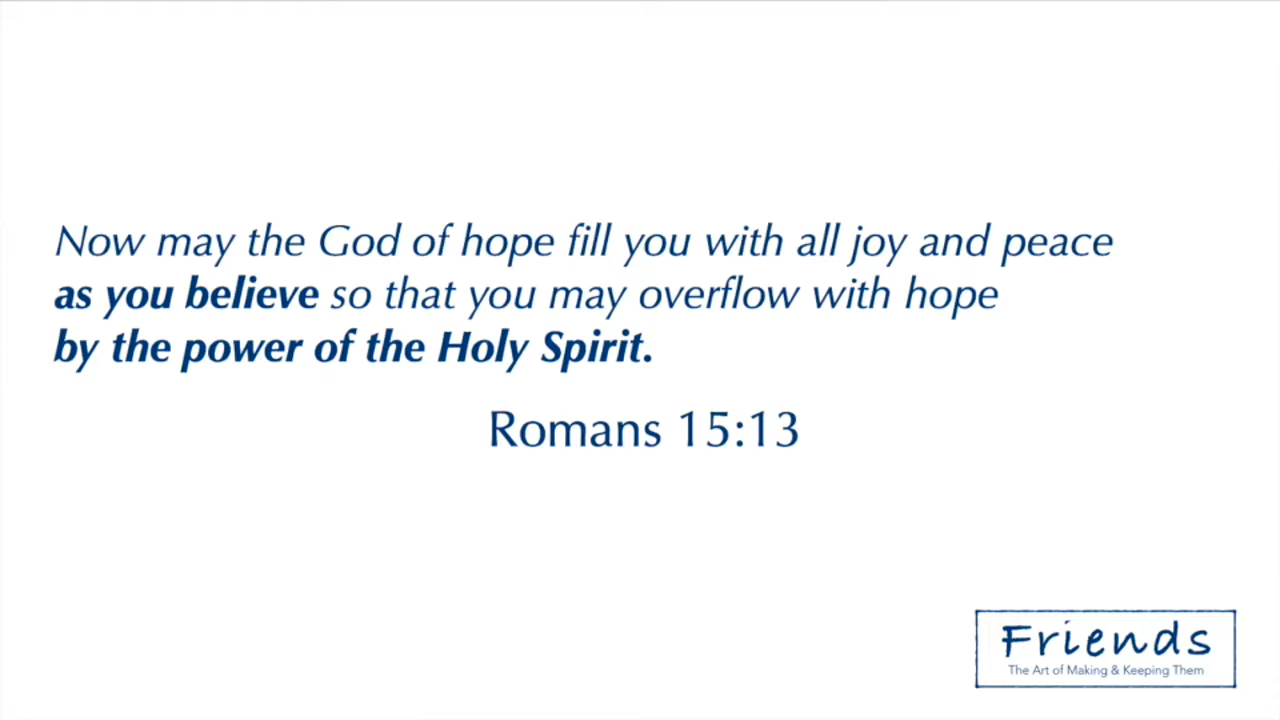 Now may the God of hope fill you with all joy and peace
as you believe so that you may overflow with hope
by the power of the Holy Spirit.
Romans 15:13
Friends
The Art of Making & Keeping Them